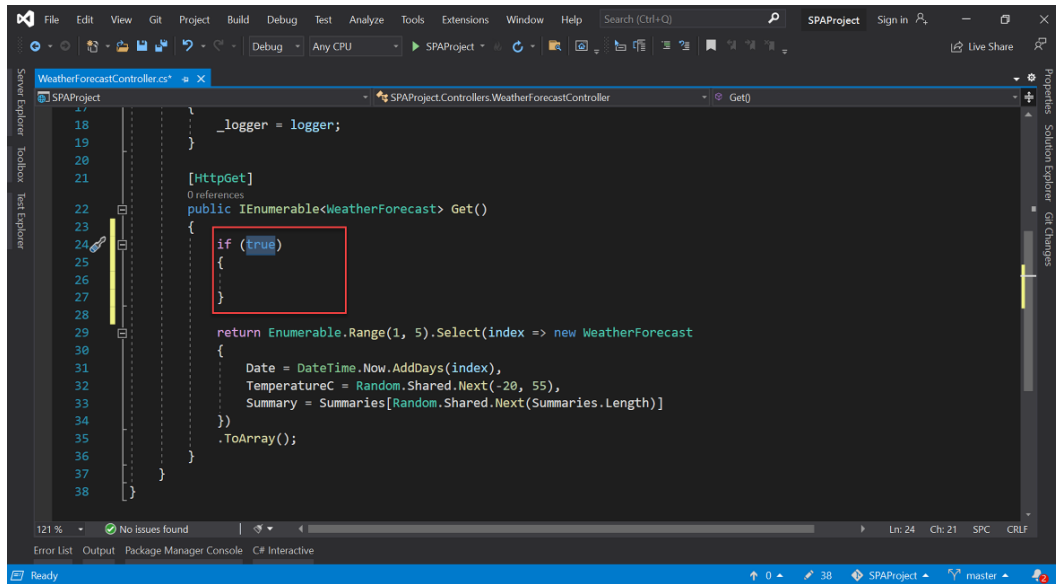 File Edit View Git Project Build Debug Test Analyze Tools Extensions Window Help Search (Ctrl+Q) SPAProject Sign in
Debug Any CPU SPAProject Live Share
WeatherForecastController.cs*
SPAProject SPAProject.Controllers.WeatherForecastController Get()
Server Explorer
Toolbox
Test Explorer
17 {
18 _logger = logger;
19 }
20
21 [HttpGet]
0 references
22 public IEnumerable<WeatherForecast> Get()
23 {
24 if (true)
25 {
26
27 }
28
29 return Enumerable.Range(1, 5).Select(index => new WeatherForecast
30 {
31 Date = DateTime.Now.AddDays(index),
32 TemperatureC = Random.Shared.Next(-20, 55),
33 Summary = Summaries[Random.Shared.Next(Summaries.Length)]
34 })
35 .ToArray();
36 }
37 }
38 }
Properties
Solution Explorer
Git Changes
121 % No issues found Ln: 24 Ch: 21 SPC CRLF
Error List Output Package Manager Console C# Interactive
Ready 0 38 SPAProject master 2